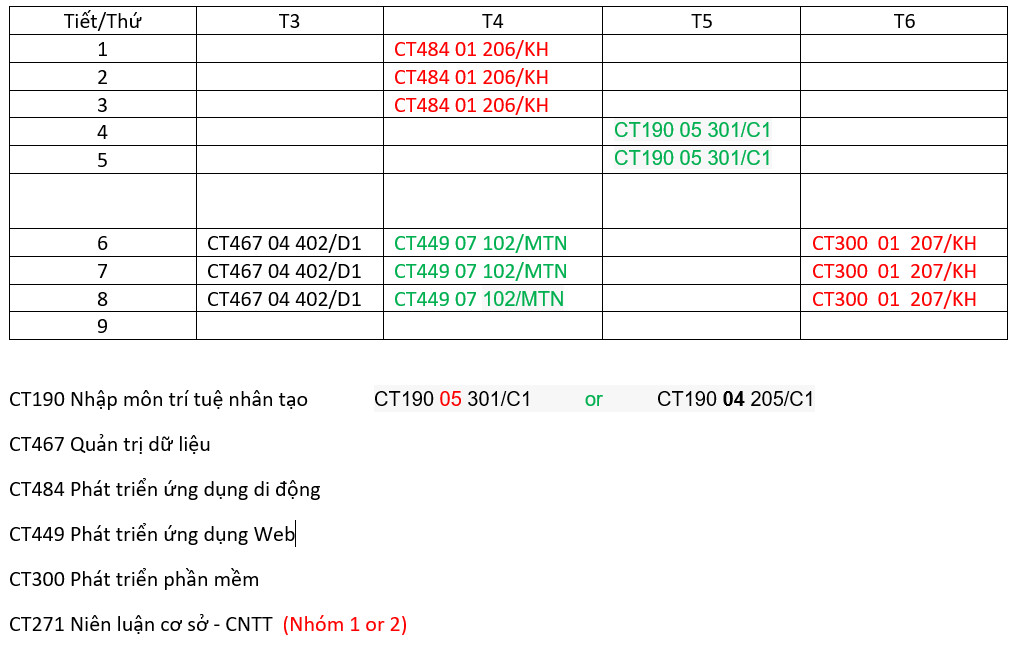 Tiết/Thứ T3 T4 T5 T6
1 CT484 01 206/KH
2 CT484 01 206/KH
3 CT484 01 206/KH
4 CT190 05 301/C1
5 CT190 05 301/C1
6 CT467 04 402/D1 CT449 07 102/MTN CT300 01 207/KH
7 CT467 04 402/D1 CT449 07 102/MTN CT300 01 207/KH
8 CT467 04 402/D1 CT449 07 102/MTN CT300 01 207/KH
9
CT190 Nhập môn trí tuệ nhân tạo CT190 05 301/C1 or CT190 04 205/C1
CT467 Quản trị dữ liệu
CT484 Phát triển ứng dụng di động
CT449 Phát triển ứng dụng Web
CT300 Phát triển phần mềm
CT271 Niên luận cơ sở - CNTT (Nhóm 1 or 2)